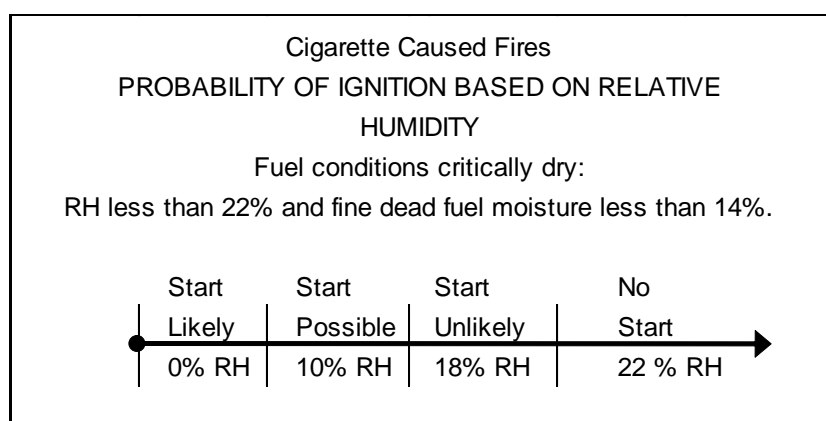 Cigarette Caused Fires
PROBABILITY OF IGNITION BASED ON RELATIVE
HUMIDITY
Fuel conditions critically dry:
RH less than 22% and fine dead fuel moisture less than 14%.
Start Start Start No
Likely Possible Unlikely Start
0% RH 10% RH 18% RH 22 % RH